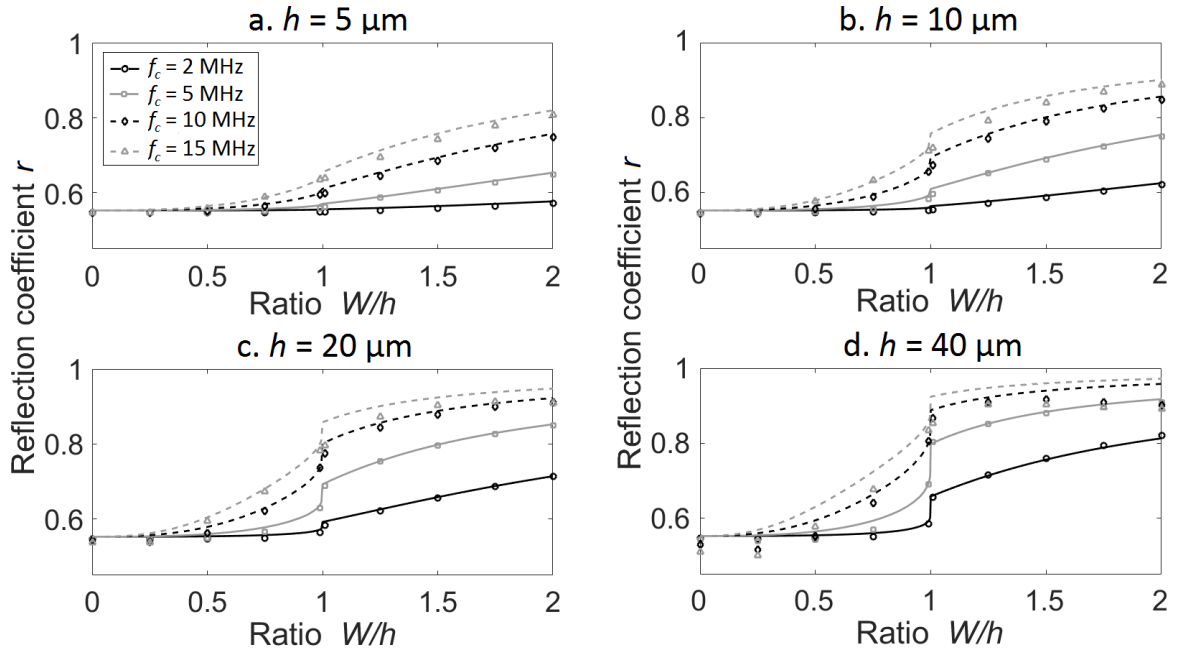 a. h = 5 µm
1
0.8
0.6
0 0.5 1 1.5 2
Ratio W/h
f_c = 2 MHz
f_c = 5 MHz
f_c = 10 MHz
f_c = 15 MHz
b. h = 10 µm
1
0.8
0.6
0 0.5 1 1.5 2
Ratio W/h
Reflection coefficient r
Reflection coefficient r
c. h = 20 µm
1
0.8
0.6
0 0.5 1 1.5 2
Ratio W/h
d. h = 40 µm
1
0.8
0.6
0 0.5 1 1.5 2
Ratio W/h